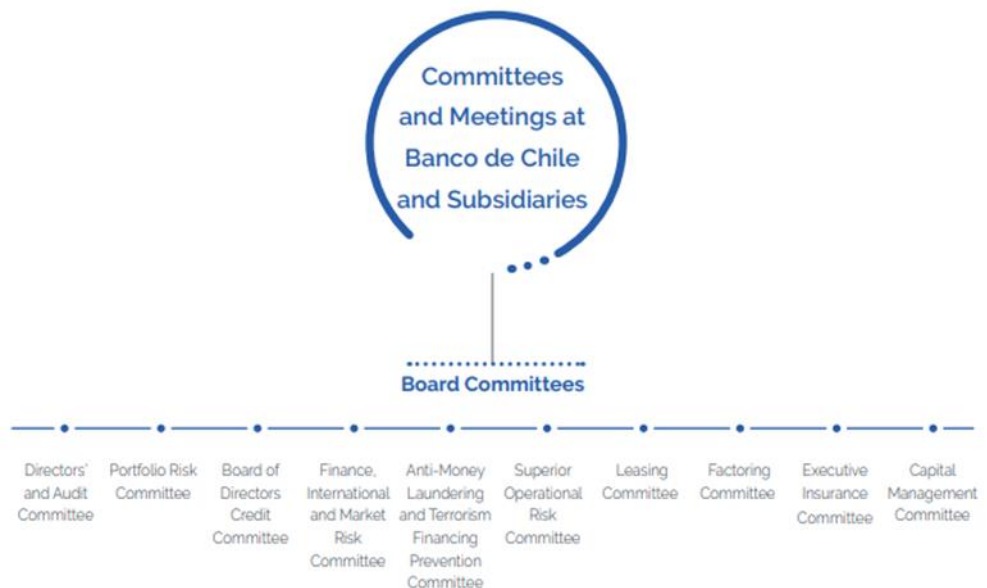 Committees
and Meetings at
Banco de Chile
and Subsidiaries
Board Committees
Directors'
and Audit
Committee
Portfolio Risk
Committee
Board of
Directors
Credit
Committee
Finance,
International
and Market
Risk
Committee
Anti-Money
Laundering
and Terrorism
Financing
Prevention
Committee
Superior
Operational
Risk
Committee
Leasing
Committee
Factoring
Committee
Executive
Insurance
Committee
Capital
Management
Committee